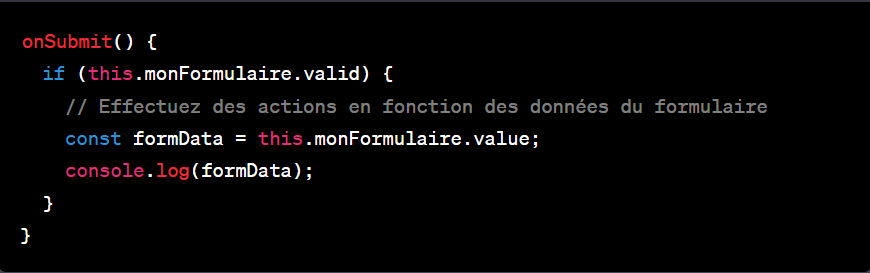 onSubmit() {
  if (this.monFormulaire.valid) {
    // Effectuez des actions en fonction des données du formulaire
    const formData = this.monFormulaire.value;
    console.log(formData);
  }
}